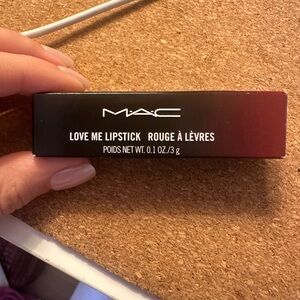 MAC
LOVE ME LIPSTICK ROUGE À LÈVRES
POIDS NET WT. 0.1 OZ./3 g